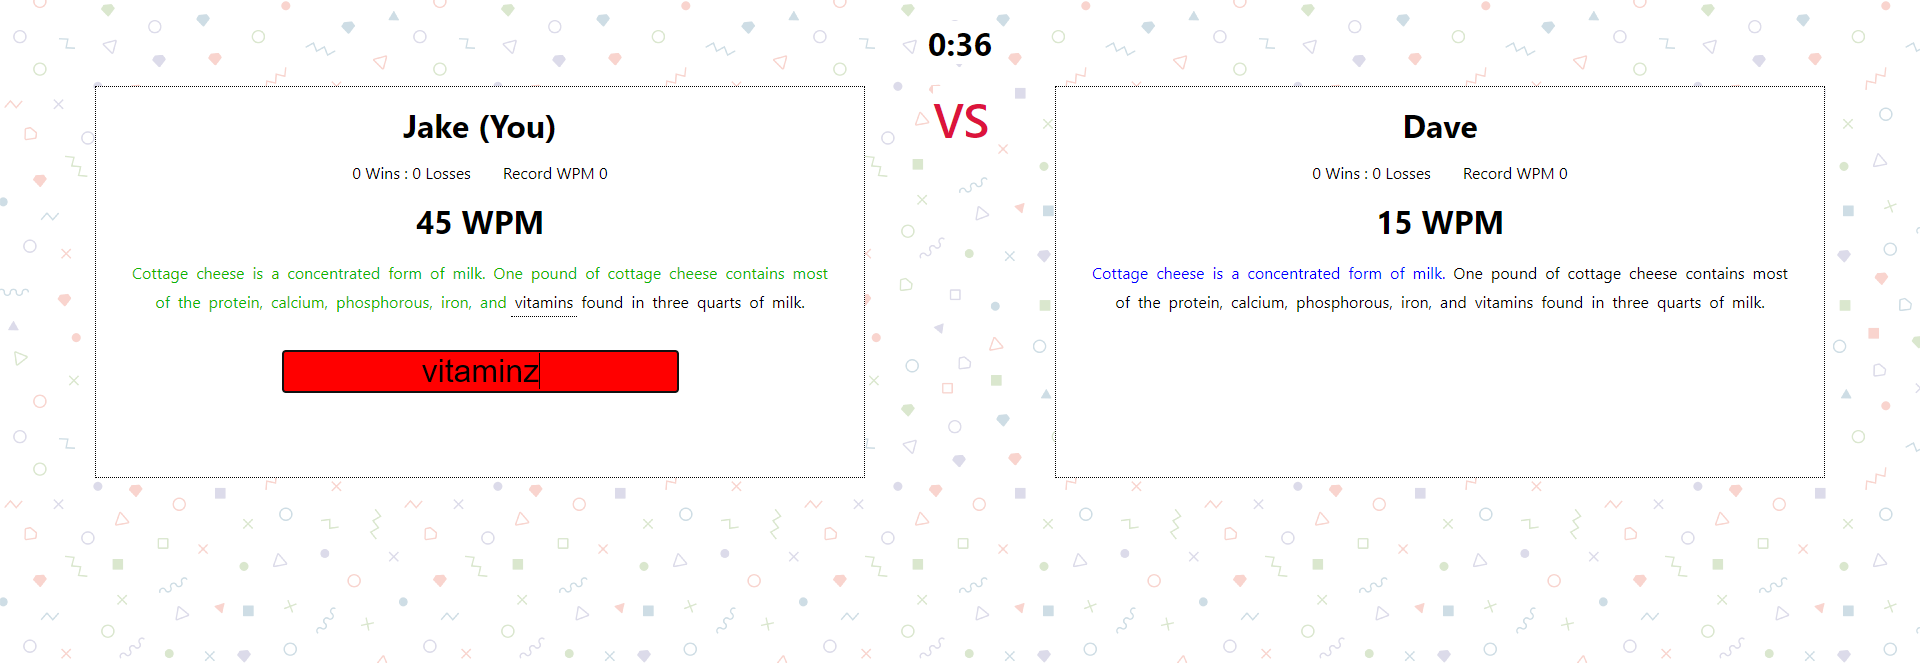 0:36
VS
Jake (You)
0 Wins : 0 Losses Record WPM 0
45 WPM
Cottage cheese is a concentrated form of milk. One pound of cottage cheese contains most
of the protein, calcium, phosphorous, iron, and vitamins found in three quarts of milk.
vitaminz
Dave
0 Wins : 0 Losses Record WPM 0
15 WPM
Cottage cheese is a concentrated form of milk. One pound of cottage cheese contains most
of the protein, calcium, phosphorous, iron, and vitamins found in three quarts of milk.